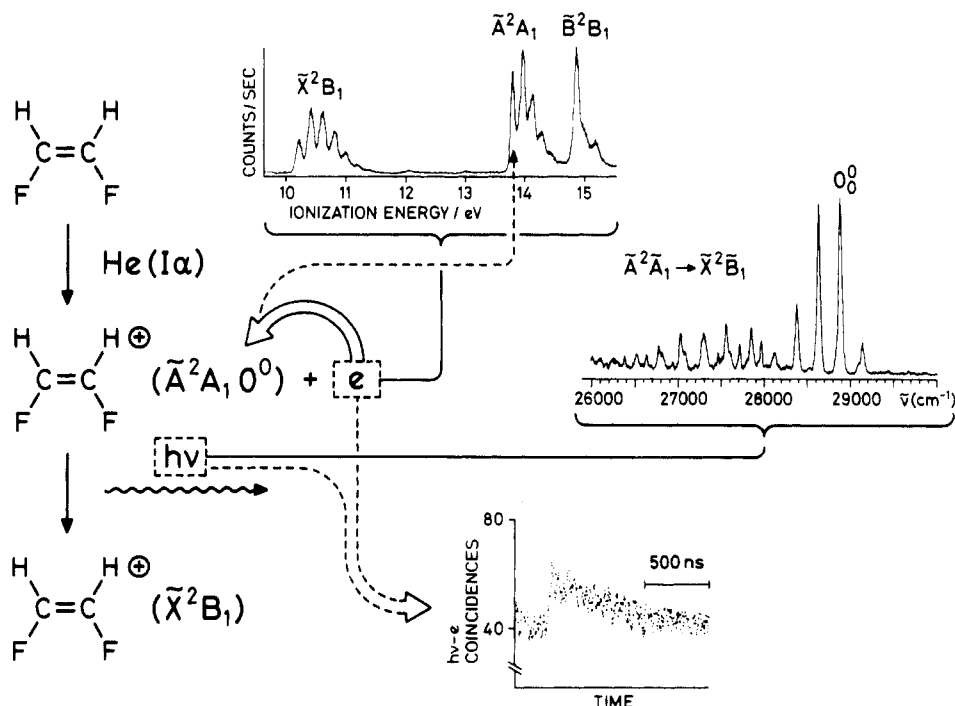 Ã²A₁
B̃²B₁
X̃²B₁
COUNTS / SEC
10 11 12 13 14 15
IONIZATION ENERGY / eV
H H
C=C
F F
He(Iα)
H H⊕
C=C
F F
(Ã²A₁ 0⁰) + e
O⁰₀
Ã²Ã₁ → X̃²B̃₁
26000 27000 28000 29000 ṽ(cm⁻¹)
hν
H H⊕
C=C
F F
(X̃²B₁)
80
40
500 ns
hν-e
COINCIDENCES
TIME